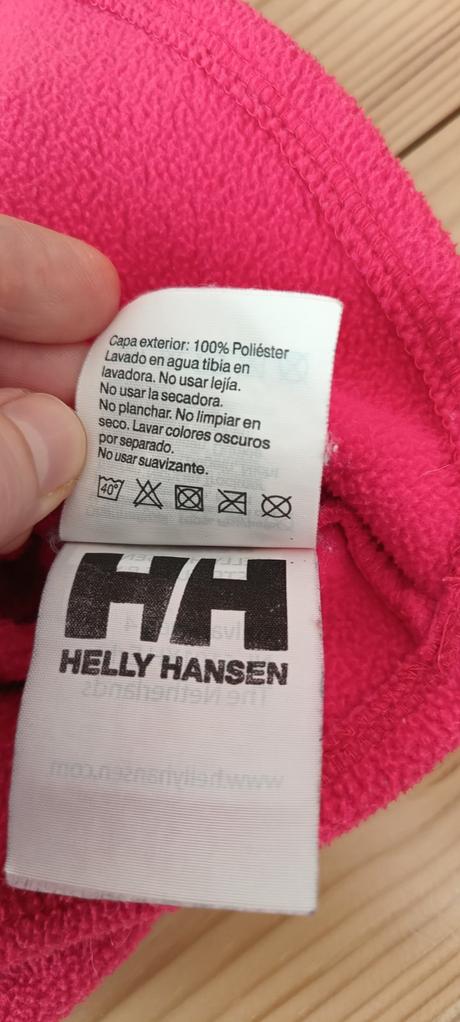 Capa exterior: 100% Poliéster
Lavado en agua tibia en
lavadora. No usar lejía.
No usar la secadora.
No planchar. No limpiar en
seco. Lavar colores oscuros
por separado.
No usar suavizante.
40°
HH
HELLY HANSEN
The Netherlands
www.hellyhansen.com